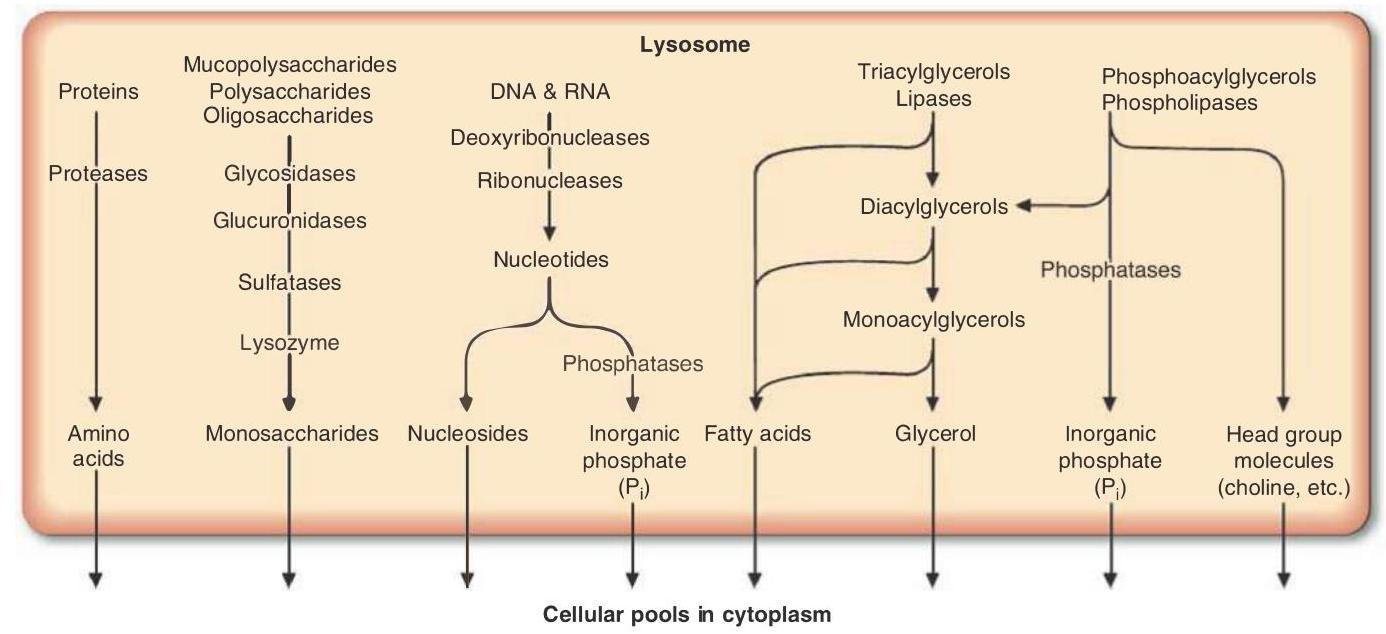 Lysosome
Proteins
Proteases
Amino
acids
Mucopolysaccharides
Polysaccharides
Oligosaccharides
Glycosidases
Glucuronidases
Sulfatases
Lysozyme
Monosaccharides
DNA & RNA
Deoxyribonucleases
Ribonucleases
Nucleotides
Phosphatases
Nucleosides
Inorganic
phosphate
(Pi)
Triacylglycerols
Lipases
Diacylglycerols
Monoacylglycerols
Fatty acids
Glycerol
Phosphoacylglycerols
Phospholipases
Phosphatases
Inorganic
phosphate
(Pi)
Head group
molecules
(choline, etc.)
Cellular pools in cytoplasm